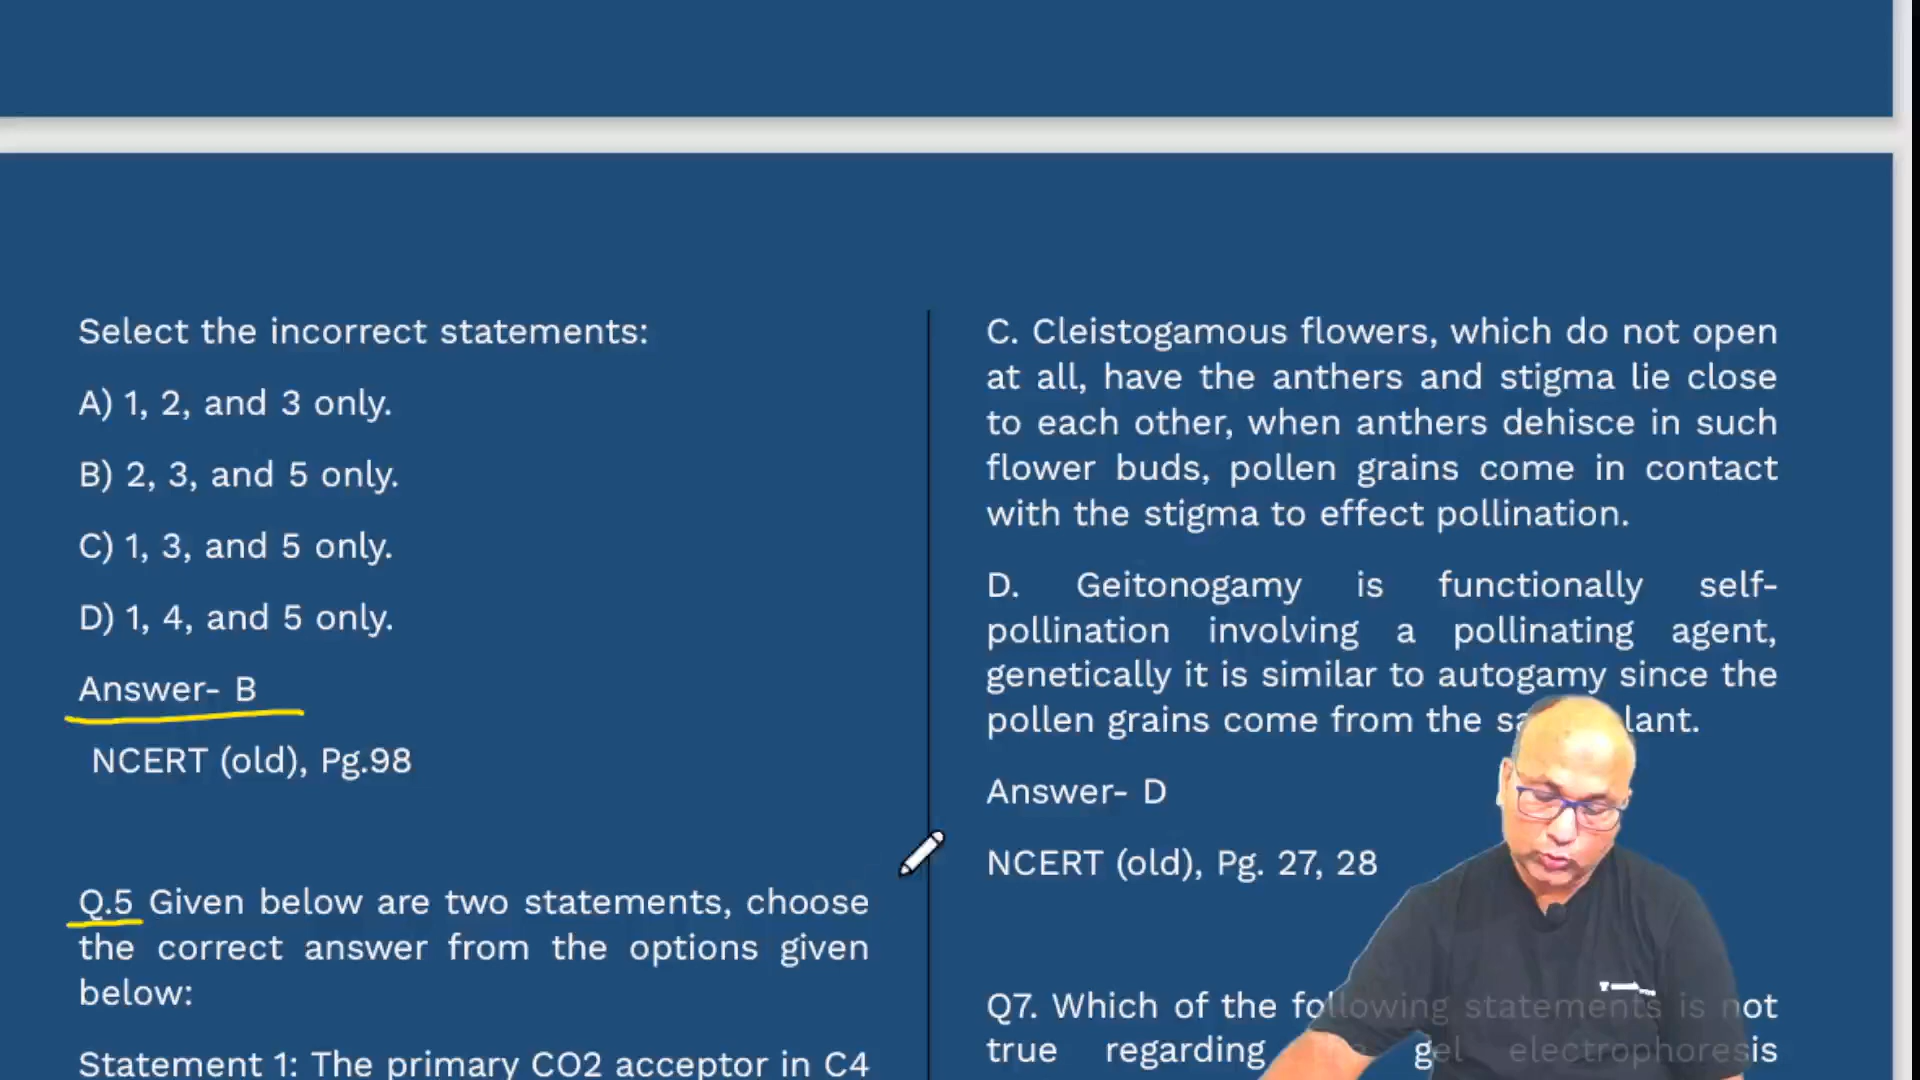 Select the incorrect statements:
A) 1, 2, and 3 only.
B) 2, 3, and 5 only.
C) 1, 3, and 5 only.
D) 1, 4, and 5 only.
Answer- B
NCERT (old), Pg.98
Q.5 Given below are two statements, choose
the correct answer from the options given
below:
Statement 1: The primary CO2 acceptor in C4
C. Cleistogamous flowers, which do not open
at all, have the anthers and stigma lie close
to each other, when anthers dehisce in such
flower buds, pollen grains come in contact
with the stigma to effect pollination.
D. Geitonogamy is functionally self-
pollination involving a pollinating agent,
genetically it is similar to autogamy since the
pollen grains come from the
Answer- D
NCERT (old), Pg. 27, 28
Q7. Which of the following statements is not
true regarding gel electrophoresis